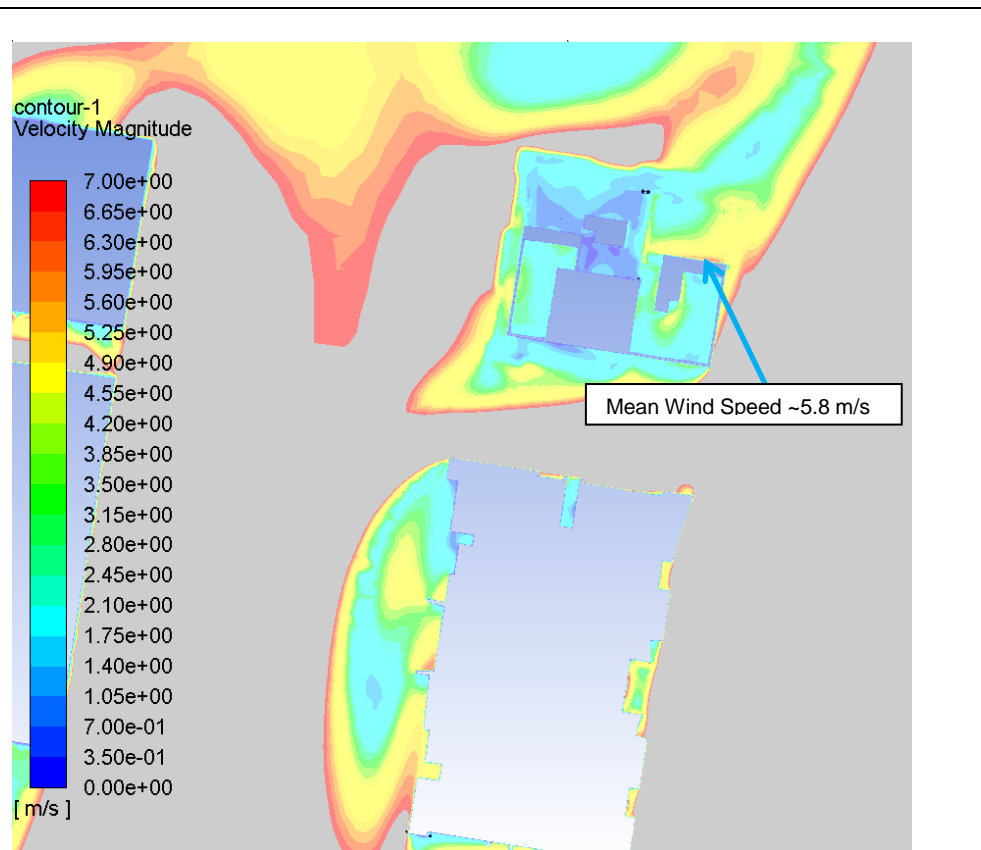 contour-1
Velocity Magnitude
7.00e+00
6.65e+00
6.30e+00
5.95e+00
5.60e+00
5.25e+00
4.90e+00
4.55e+00
4.20e+00
3.85e+00
3.50e+00
3.15e+00
2.80e+00
2.45e+00
2.10e+00
1.75e+00
1.40e+00
1.05e+00
7.00e-01
3.50e-01
0.00e+00
[ m/s ]
Mean Wind Speed ~5.8 m/s